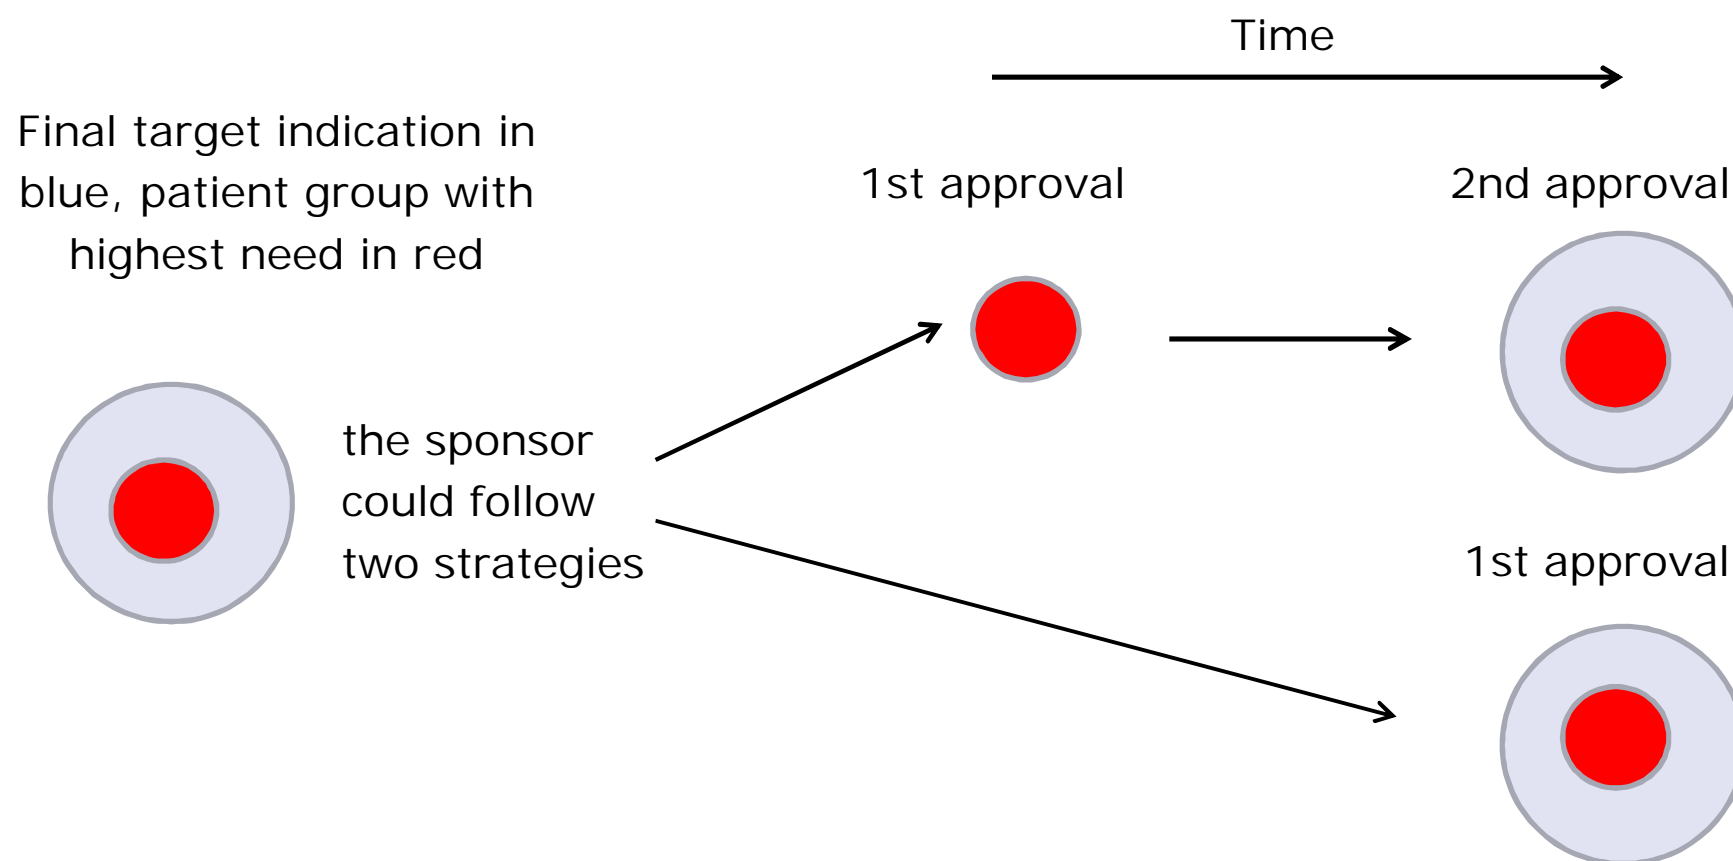 Time
Final target indication in
blue, patient group with
highest need in red
1st approval
2nd approval
the sponsor
could follow
two strategies
1st approval